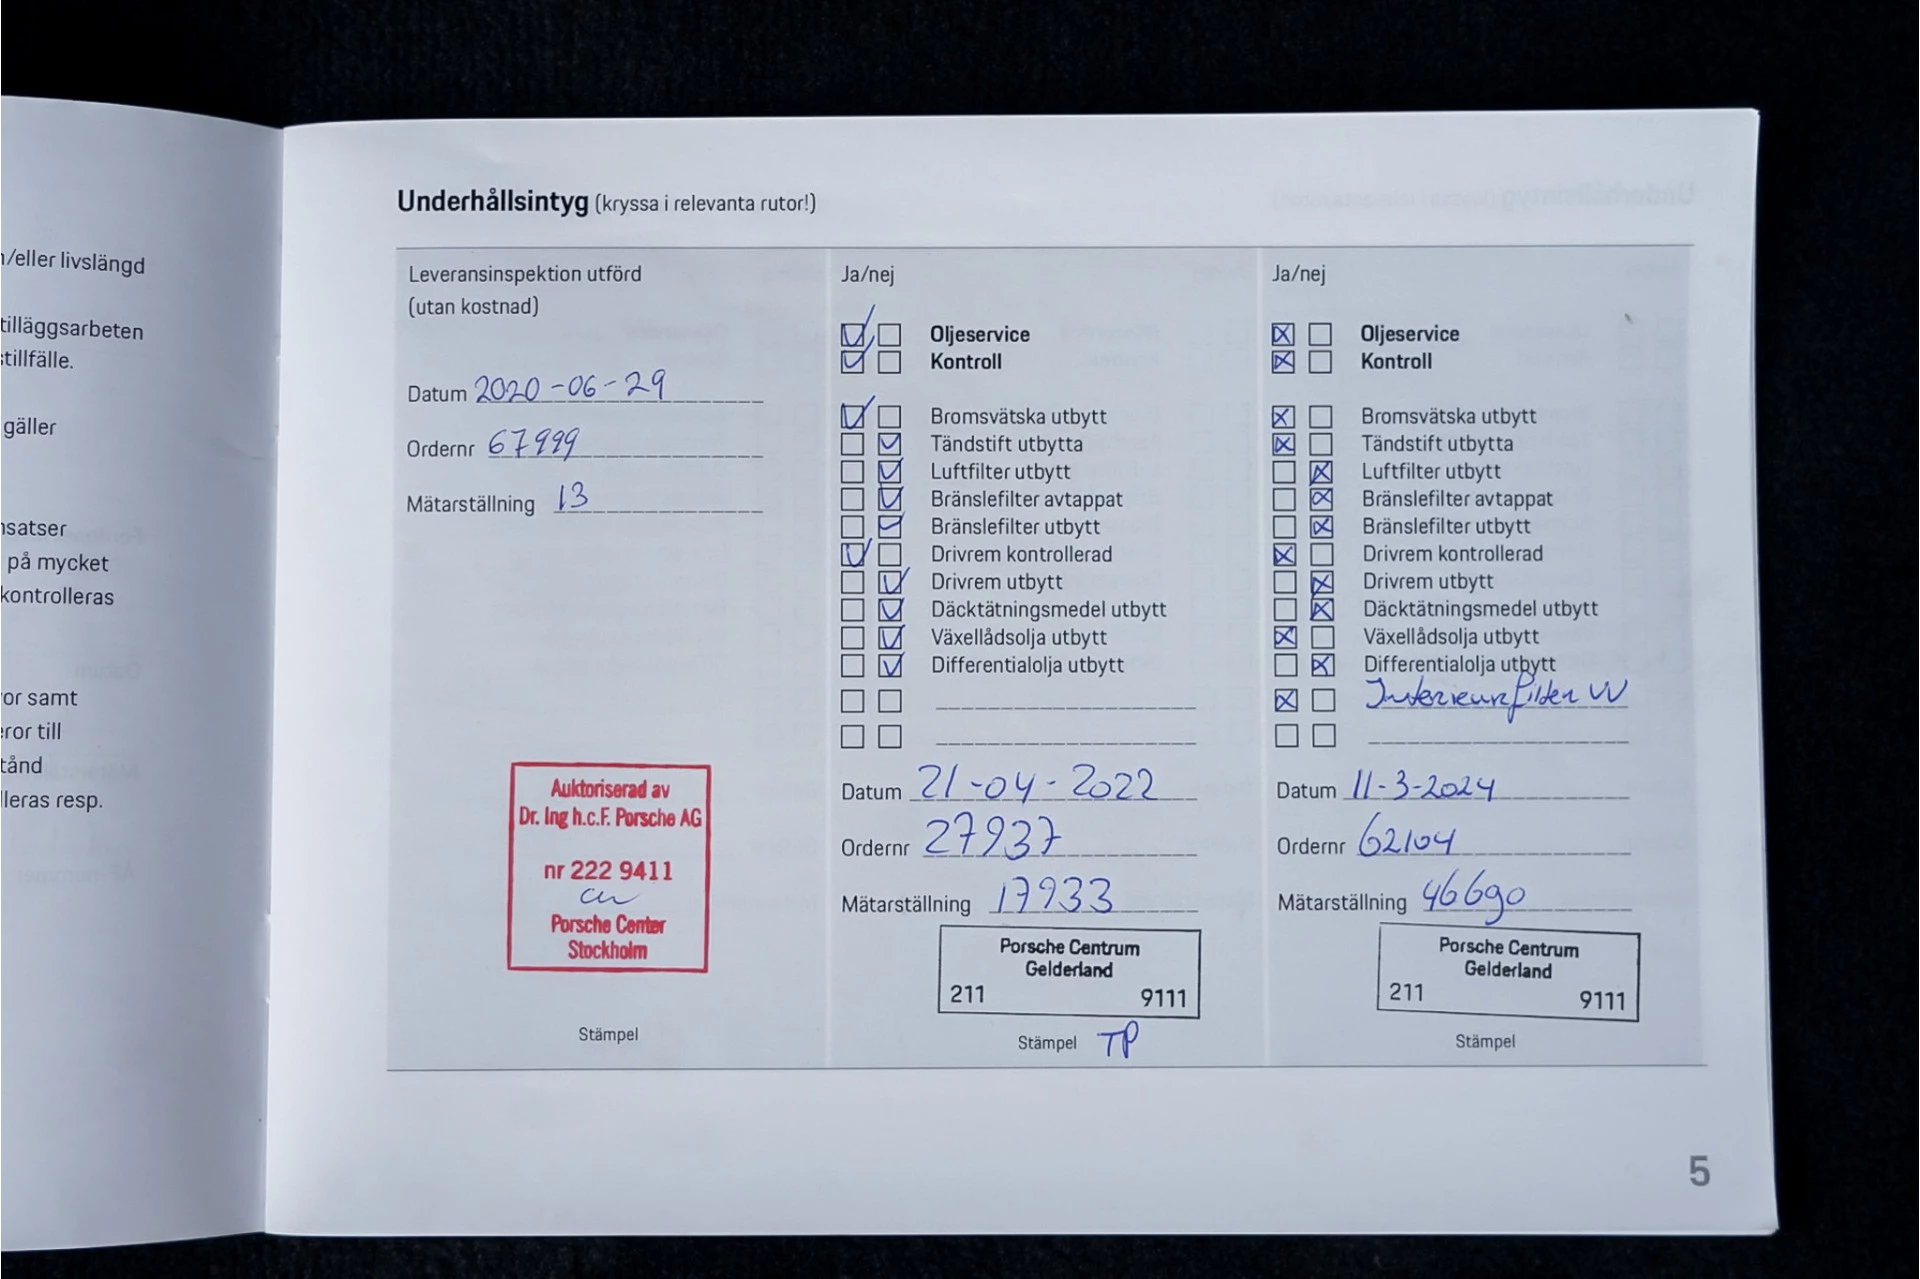 n/eller livslängd
tilläggsarbeten
stillfälle.
gäller
nsatser
på mycket
kontrolleras
or samt
eror till
tånd
lleras resp.
Underhållsintyg (kryssa i relevanta rutor!)
Leveransinspektion utförd
(utan kostnad)
Datum 2020-06-29
Ordernr 67999
Mätarställning 13
Auktoriserad av
Dr. Ing h.c.F. Porsche AG
nr 222 9411
Porsche Center
Stockholm
Stämpel
Ja/nej
Oljeservice
Kontroll
Bromsvätska utbytt
Tändstift utbytta
Luftfilter utbytt
Bränslefilter avtappat
Bränslefilter utbytt
Drivrem kontrollerad
Drivrem utbytt
Däcktätningsmedel utbytt
Växellådsolja utbytt
Differentialolja utbytt
Datum 21-04-2022
Ordernr 27937
Mätarställning 17933
Porsche Centrum
Gelderland
211 9111
Stämpel TP
Ja/nej
Oljeservice
Kontroll
Bromsvätska utbytt
Tändstift utbytta
Luftfilter utbytt
Bränslefilter avtappat
Bränslefilter utbytt
Drivrem kontrollerad
Drivrem utbytt
Däcktätningsmedel utbytt
Växellådsolja utbytt
Differentialolja utbytt
Interieurfilter VV
Datum 11-3-2024
Ordernr 62104
Mätarställning 46690
Porsche Centrum
Gelderland
211 9111
Stämpel
5